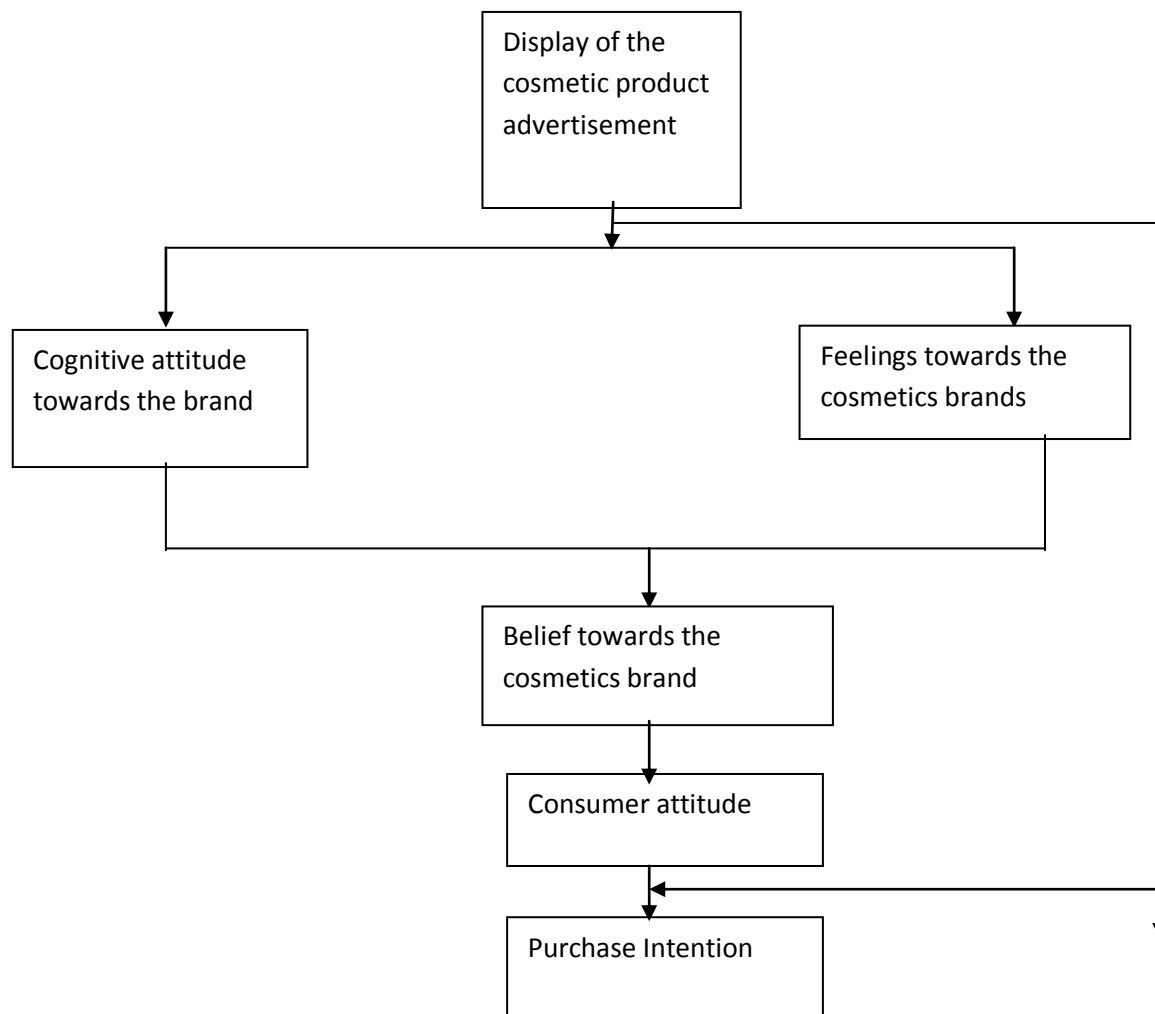 Display of the
cosmetic product
advertisement
Cognitive attitude
towards the brand
Feelings towards the
cosmetics brands
Belief towards the
cosmetics brand
Consumer attitude
Purchase Intention